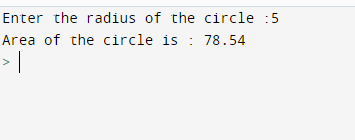 Enter the radius of the circle :5
Area of the circle is : 78.54
>